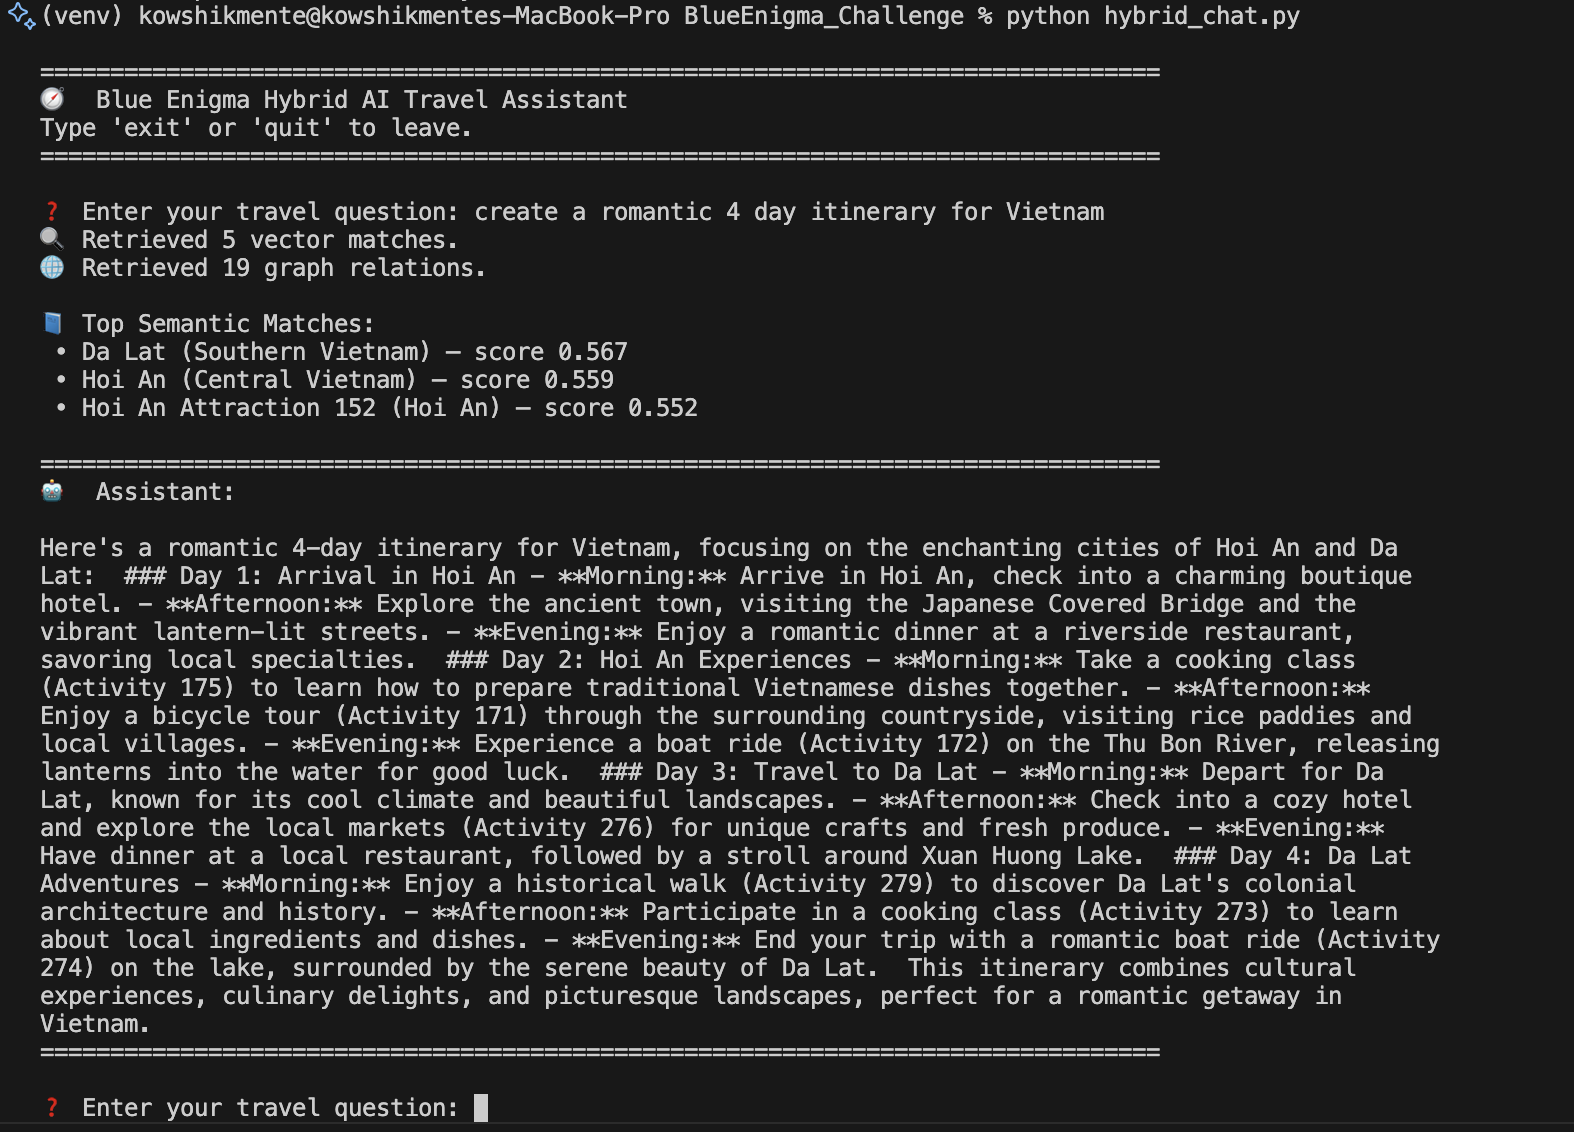 (venv) kowshikmente@kowshikmentes-MacBook-Pro BlueEnigma_Challenge % python hybrid_chat.py
================================================================================
🧭  Blue Enigma Hybrid AI Travel Assistant
Type 'exit' or 'quit' to leave.
================================================================================
❓ Enter your travel question: create a romantic 4 day itinerary for Vietnam
🔍 Retrieved 5 vector matches.
🌐 Retrieved 19 graph relations.
📘 Top Semantic Matches:
• Da Lat (Southern Vietnam) — score 0.567
• Hoi An (Central Vietnam) — score 0.559
• Hoi An Attraction 152 (Hoi An) — score 0.552
================================================================================
🤖  Assistant:
Here's a romantic 4-day itinerary for Vietnam, focusing on the enchanting cities of Hoi An and Da
Lat:  ### Day 1: Arrival in Hoi An - **Morning:** Arrive in Hoi An, check into a charming boutique
hotel. - **Afternoon:** Explore the ancient town, visiting the Japanese Covered Bridge and the
vibrant lantern-lit streets. - **Evening:** Enjoy a romantic dinner at a riverside restaurant,
savoring local specialties.  ### Day 2: Hoi An Experiences - **Morning:** Take a cooking class
(Activity 175) to learn how to prepare traditional Vietnamese dishes together. - **Afternoon:**
Enjoy a bicycle tour (Activity 171) through the surrounding countryside, visiting rice paddies and
local villages. - **Evening:** Experience a boat ride (Activity 172) on the Thu Bon River, releasing
lanterns into the water for good luck.  ### Day 3: Travel to Da Lat - **Morning:** Depart for Da
Lat, known for its cool climate and beautiful landscapes. - **Afternoon:** Check into a cozy hotel
and explore the local markets (Activity 276) for unique crafts and fresh produce. - **Evening:**
Have dinner at a local restaurant, followed by a stroll around Xuan Huong Lake.  ### Day 4: Da Lat
Adventures - **Morning:** Enjoy a historical walk (Activity 279) to discover Da Lat's colonial
architecture and history. - **Afternoon:** Participate in a cooking class (Activity 273) to learn
about local ingredients and dishes. - **Evening:** End your trip with a romantic boat ride (Activity
274) on the lake, surrounded by the serene beauty of Da Lat.  This itinerary combines cultural
experiences, culinary delights, and picturesque landscapes, perfect for a romantic getaway in
Vietnam.
================================================================================
❓ Enter your travel question: